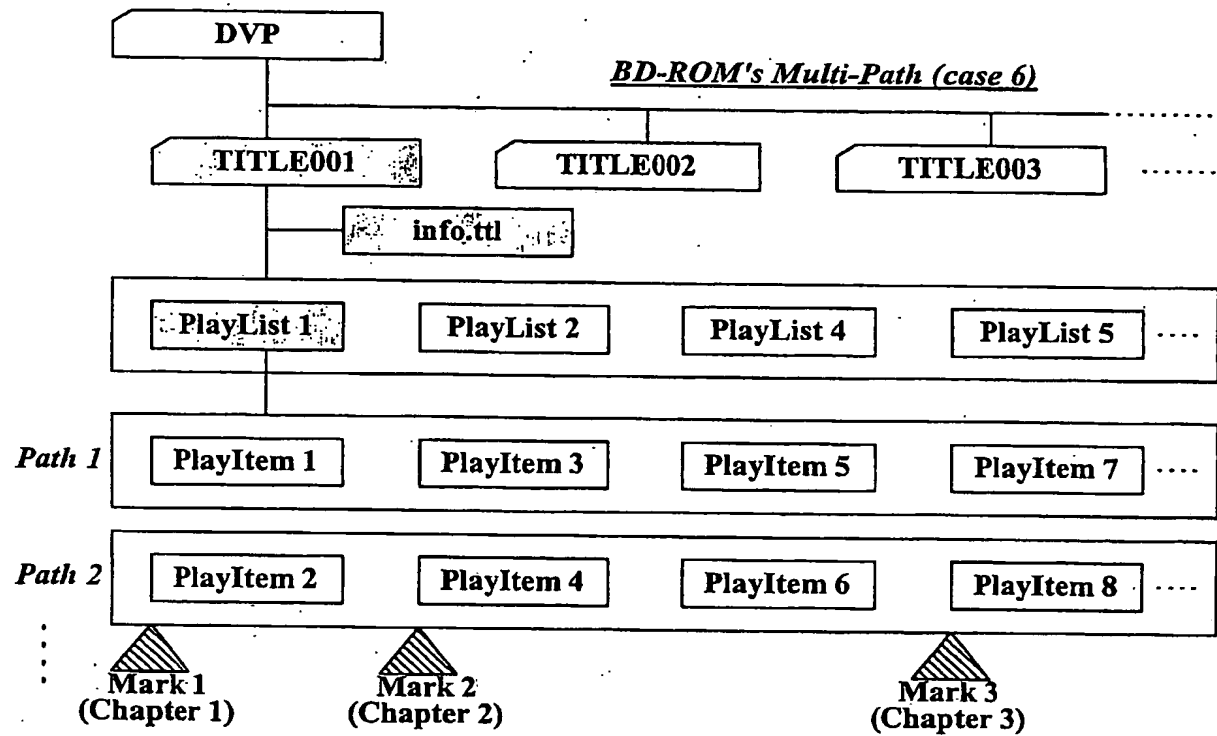 DVP
BD-ROM's Multi-Path (case 6)
TITLE001 TITLE002 TITLE003
info.ttl
PlayList 1 PlayList 2 PlayList 4 PlayList 5
Path 1 PlayItem 1 PlayItem 3 PlayItem 5 PlayItem 7
Path 2 PlayItem 2 PlayItem 4 PlayItem 6 PlayItem 8
Mark 1 Mark 2 Mark 3
(Chapter 1) (Chapter 2) (Chapter 3)